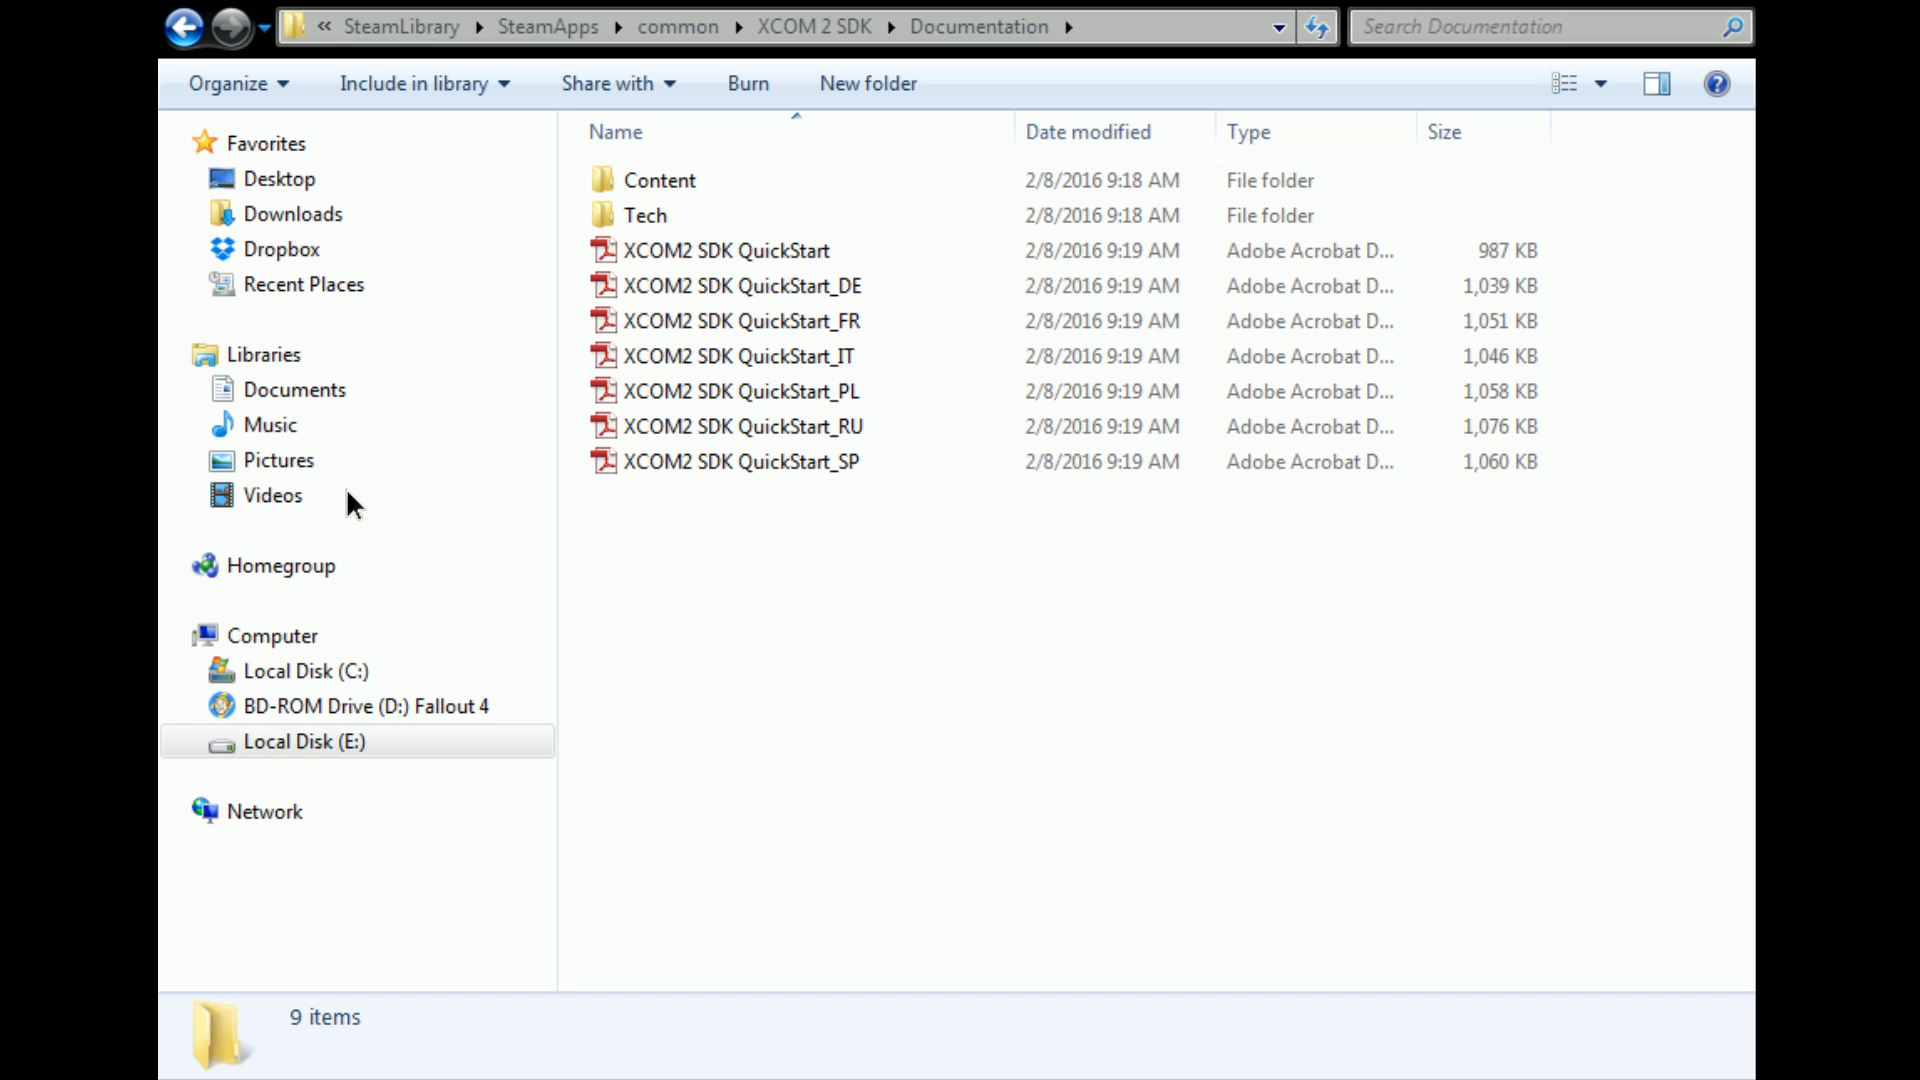 « SteamLibrary ▸ SteamApps ▸ common ▸ XCOM 2 SDK ▸ Documentation ▸
Search Documentation
Organize Include in library Share with Burn New folder
Favorites
Desktop
Downloads
Dropbox
Recent Places
Libraries
Documents
Music
Pictures
Videos
Homegroup
Computer
Local Disk (C:)
BD-ROM Drive (D:) Fallout 4
Local Disk (E:)
Network
Name Date modified Type Size
Content 2/8/2016 9:18 AM File folder
Tech 2/8/2016 9:18 AM File folder
XCOM2 SDK QuickStart 2/8/2016 9:19 AM Adobe Acrobat D... 987 KB
XCOM2 SDK QuickStart_DE 2/8/2016 9:19 AM Adobe Acrobat D... 1,039 KB
XCOM2 SDK QuickStart_FR 2/8/2016 9:19 AM Adobe Acrobat D... 1,051 KB
XCOM2 SDK QuickStart_IT 2/8/2016 9:19 AM Adobe Acrobat D... 1,046 KB
XCOM2 SDK QuickStart_PL 2/8/2016 9:19 AM Adobe Acrobat D... 1,058 KB
XCOM2 SDK QuickStart_RU 2/8/2016 9:19 AM Adobe Acrobat D... 1,076 KB
XCOM2 SDK QuickStart_SP 2/8/2016 9:19 AM Adobe Acrobat D... 1,060 KB
9 items